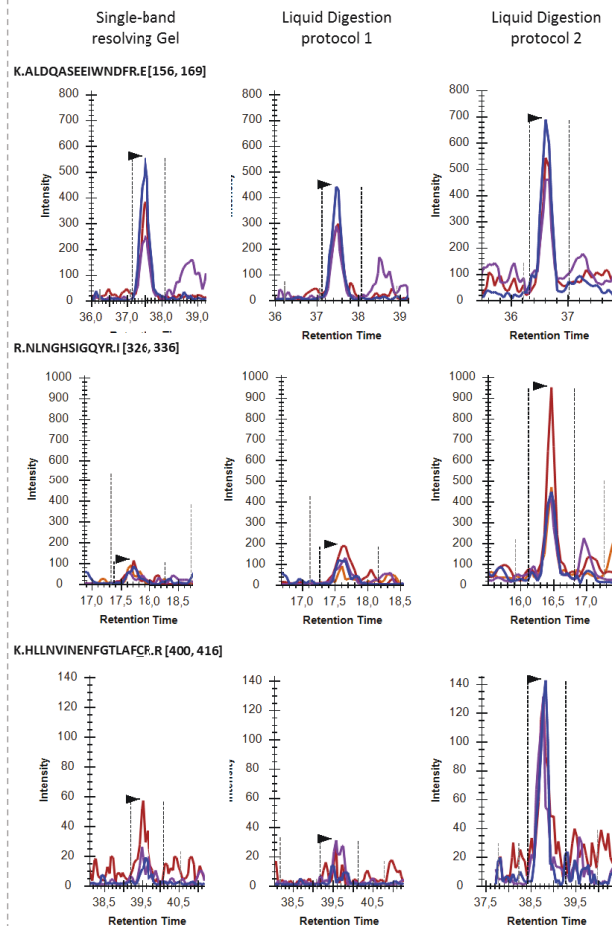 Single-band
resolving Gel
Liquid Digestion
protocol 1
Liquid Digestion
protocol 2
K.ALDQASEEIWNDFR.E [156, 169]
800
700
600
500
400
300
200
100
0
Intensity
36,0 37,0 38,0 39,0
800
700
600
500
400
300
200
100
0
36 37 38 39
Retention Time
800
700
600
500
400
300
200
100
0
Intensity
36 37
Retention Time
R.NLNGHSIGQYR.I [326, 336]
1000
900
800
700
600
500
400
300
200
100
0
Intensity
17,0 17,5 18,0 18,5
Retention Time
1000
900
800
700
600
500
400
300
200
100
0
Intensity
17,0 17,5 18,0 18,5
Retention Time
1000
900
800
700
600
500
400
300
200
100
0
Intensity
16,0 16,5 17,0
Retention Time
K.HLLNVINENFGTLAFCR.R [400, 416]
140
120
100
80
60
40
20
0
Intensity
38,5 39,5 40,5
Retention Time
140
120
100
80
60
40
20
0
38,5 39,5 40,5
Retention Time
140
120
100
80
60
40
20
0
Intensity
37,5 38,5 39,5
Retention Time